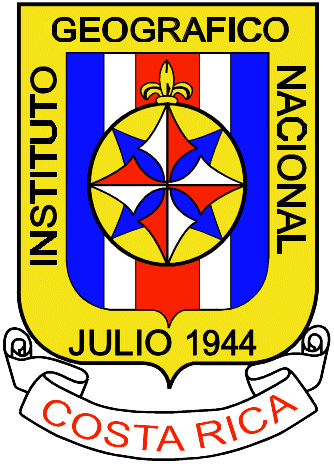 INSTITUTO
GEOGRAFICO
NACIONAL
JULIO 1944
COSTA RICA